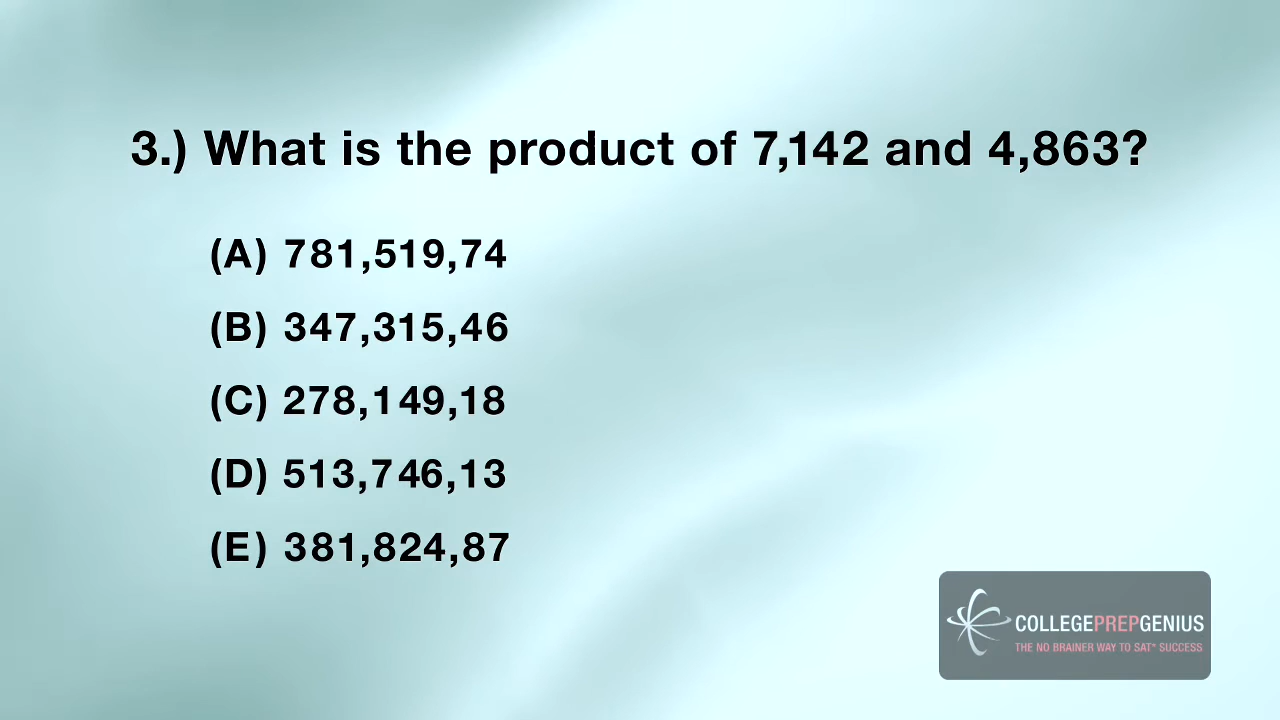 3.) What is the product of 7,142 and 4,863?
(A) 781,519,74
(B) 347,315,46
(C) 278,149,18
(D) 513,746,13
(E) 381,824,87
COLLEGEPREPGENIUS
THE NO BRAINER WAY TO SAT* SUCCESS